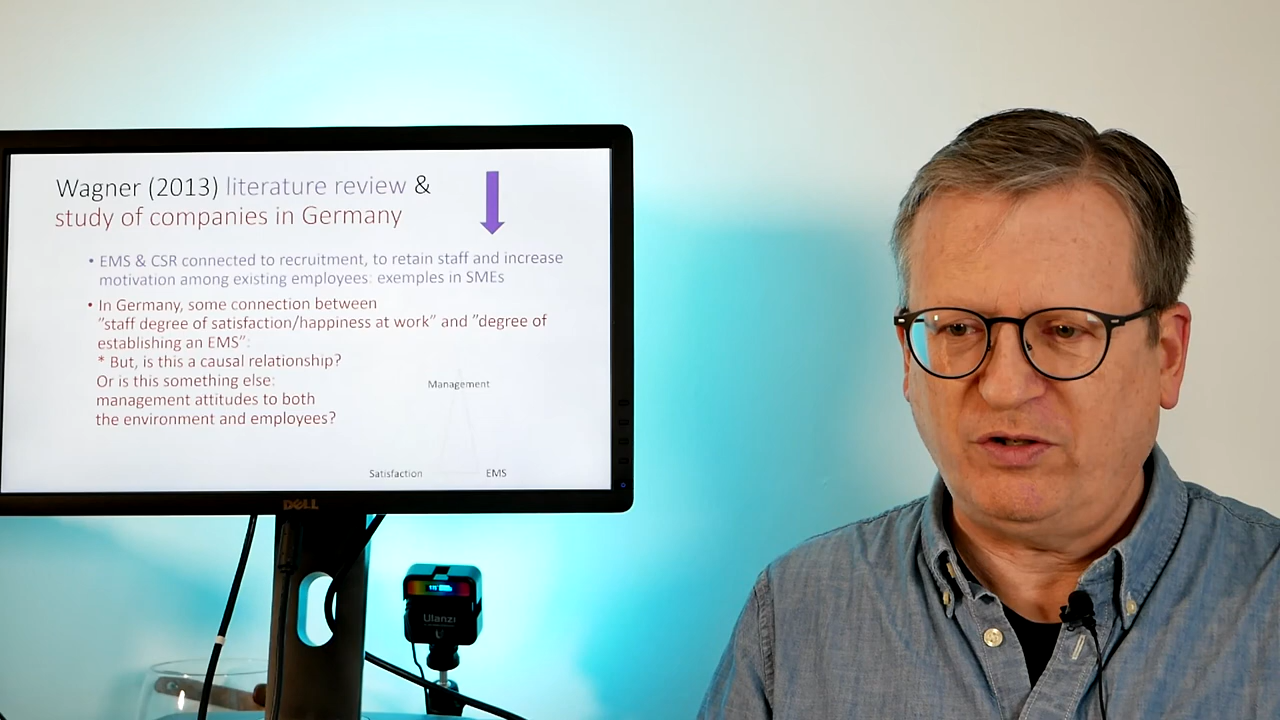 Wagner (2013) literature review &
study of companies in Germany
• EMS & CSR connected to recruitment, to retain staff and increase
motivation among existing employees: exemples in SMEs
• In Germany, some connection between
"staff degree of satisfaction/happiness at work" and "degree of
establishing an EMS":
* But, is this a causal relationship?
Or is this something else:
management attitudes to both
the environment and employees?
Management
Satisfaction EMS
DELL
Ulanzi